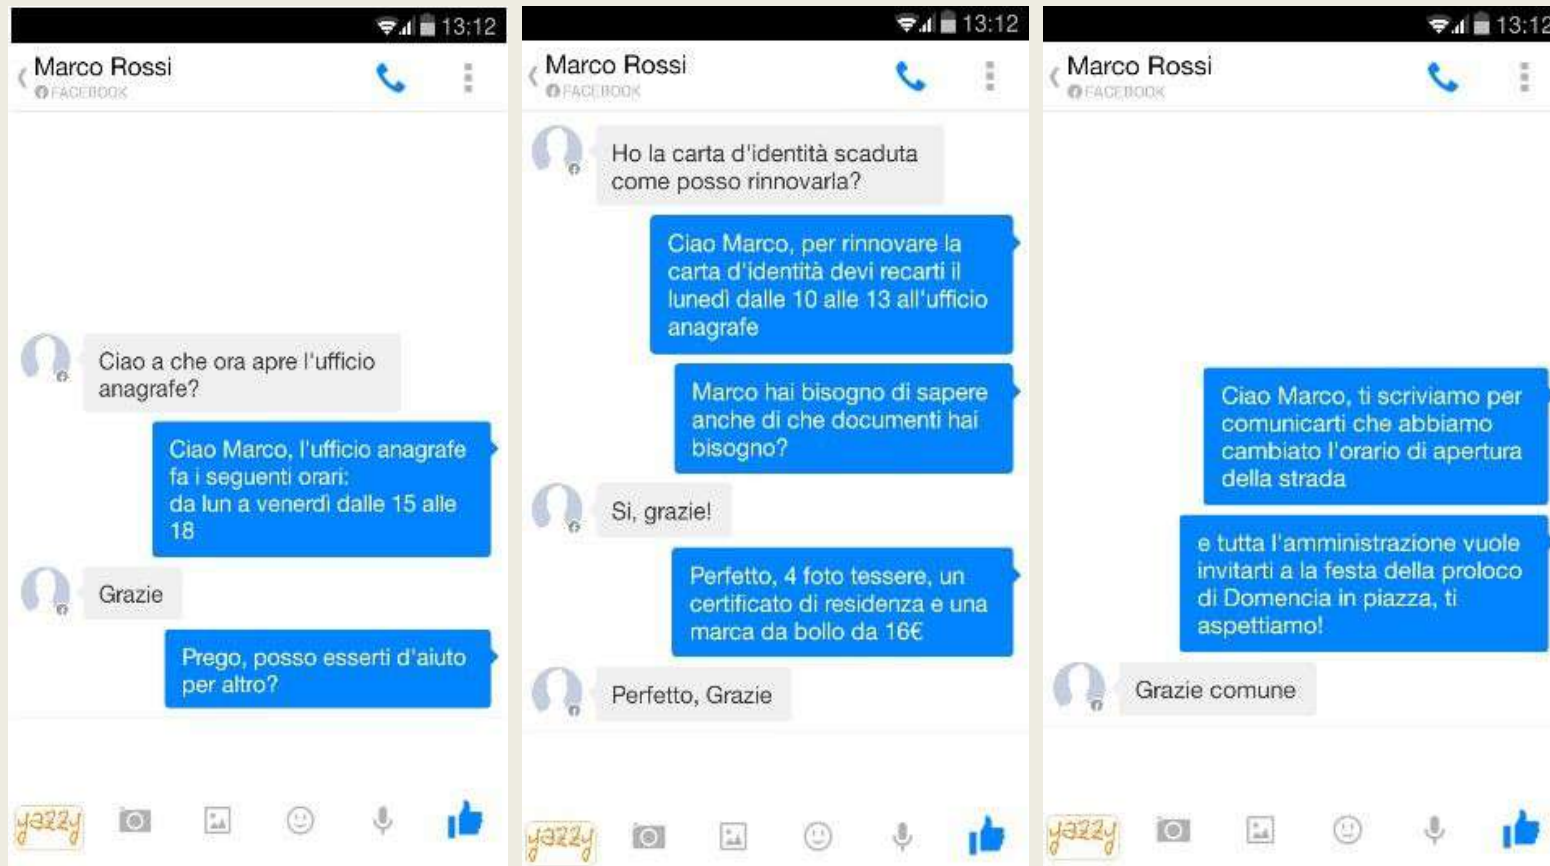 13:12
Marco Rossi
FACEBOOK
Ciao a che ora apre l'ufficio
anagrafe?
Ciao Marco, l'ufficio anagrafe
fa i seguenti orari:
da lun a venerdì dalle 15 alle
18
Grazie
Prego, posso esserti d'aiuto
per altro?
yazzy
13:12
Marco Rossi
FACEBOOK
Ho la carta d'identità scaduta
come posso rinnovarla?
Ciao Marco, per rinnovare la
carta d'identità devi recarti il
lunedì dalle 10 alle 13 all'ufficio
anagrafe
Marco hai bisogno di sapere
anche di che documenti hai
bisogno?
Si, grazie!
Perfetto, 4 foto tessere, un
certificato di residenza e una
marca da bollo da 16€
Perfetto, Grazie
yazzy
13:12
Marco Rossi
FACEBOOK
Ciao Marco, ti scriviamo per
comunicarti che abbiamo
cambiato l'orario di apertura
della strada
e tutta l'amministrazione vuole
invitarti a la festa della proloco
di Domencia in piazza, ti
aspettiamo!
Grazie comune
yazzy